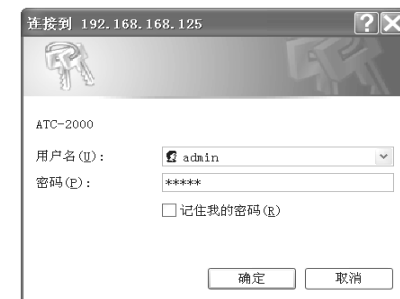 连接到 192.168.168.125
ATC-2000
用户名(U):
admin
密码(P):
*****
记住我的密码(R)
确定
取消